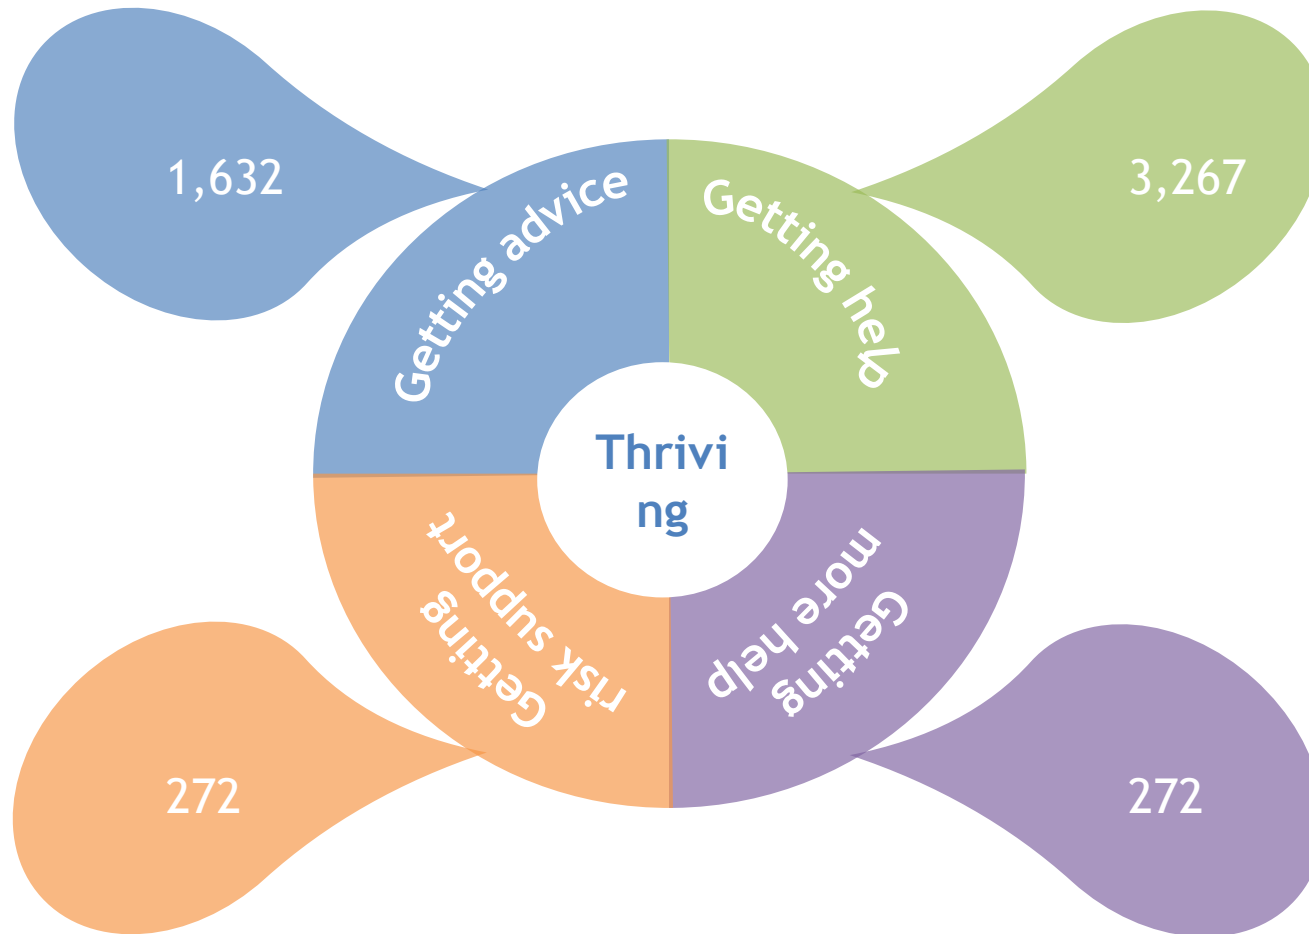 1,632
3,267
Getting advice
Getting help
Thrivi
ng
Getting
risk support
Getting
more help
272
272